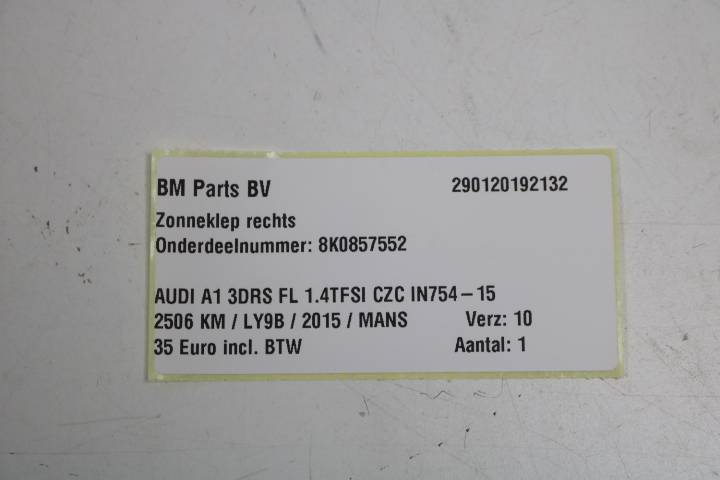 BM Parts BV 290120192132
Zonneklep rechts
Onderdeelnummer: 8K0857552
AUDI A1 3DRS FL 1.4TFSI CZC IN754-15
2506 KM / LY9B / 2015 / MANS Verz: 10
35 Euro incl. BTW Aantal: 1